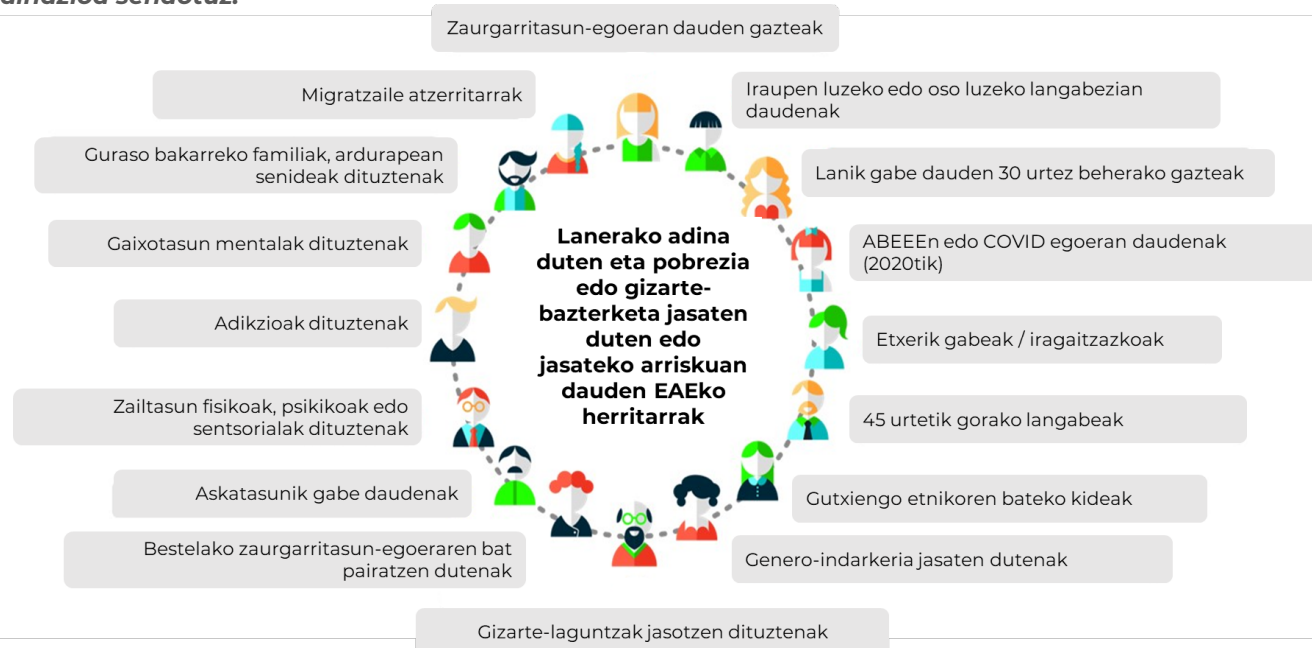 Zaurgarritasun-egoeran dauden gazteak
Migratzaile atzerritarrak
Iraupen luzeko edo oso luzeko langabezian
daudenak
Guraso bakarreko familiak, ardurapean
senideak dituztenak
Lanik gabe dauden 30 urtez beherako gazteak
Gaixotasun mentalak dituztenak
ABEEEn edo COVID egoeran daudenak
(2020tik)
Lanerako adina
duten eta pobrezia
edo gizarte-
bazterketa jasaten
duten edo
jasateko arriskuan
dauden EAEko
herritarrak
Adikzioak dituztenak
Etxerik gabeak / iragaitzazkoak
Zailtasun fisikoak, psikikoak edo
sentsorialak dituztenak
45 urtetik gorako langabeak
Askatasunik gabe daudenak
Gutxiengo etnikoren bateko kideak
Bestelako zaurgarritasun-egoeraren bat
pairatzen dutenak
Genero-indarkeria jasaten dutenak
Gizarte-laguntzak jasotzen dituztenak